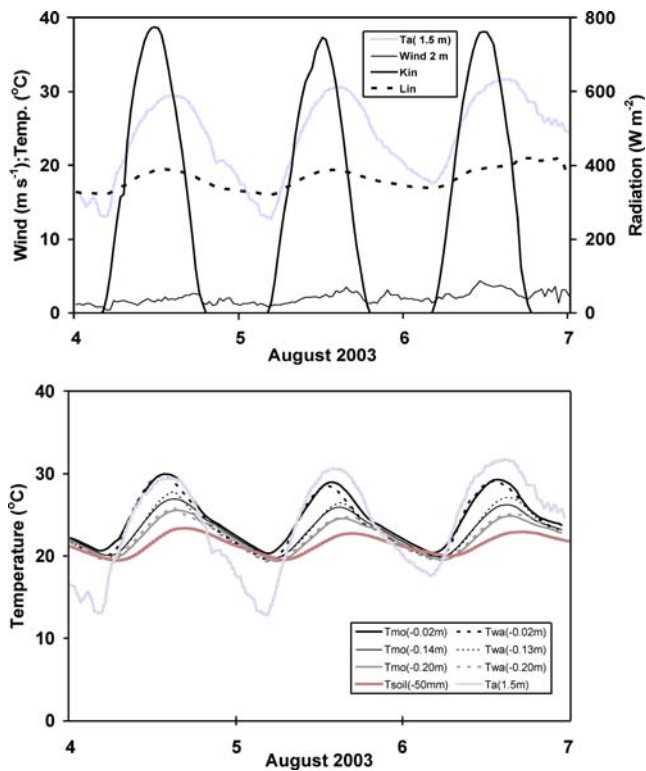 40
30
20
10
0
Wind (m s-1);Temp. (oC)
800
600
400
200
0
Radiation (W m-2)
Ta( 1.5 m)
Wind 2 m
Kin
Lin
4
5
6
7
August 2003
40
30
20
10
0
Temperature (oC)
Tmo(-0.02m) Twa(-0.02m)
Tmo(-0.14m) Twa(-0.13m)
Tmo(-0.20m) Twa(-0.20m)
Tsoil(-50mm) Ta(1.5m)
4
5
6
7
August 2003